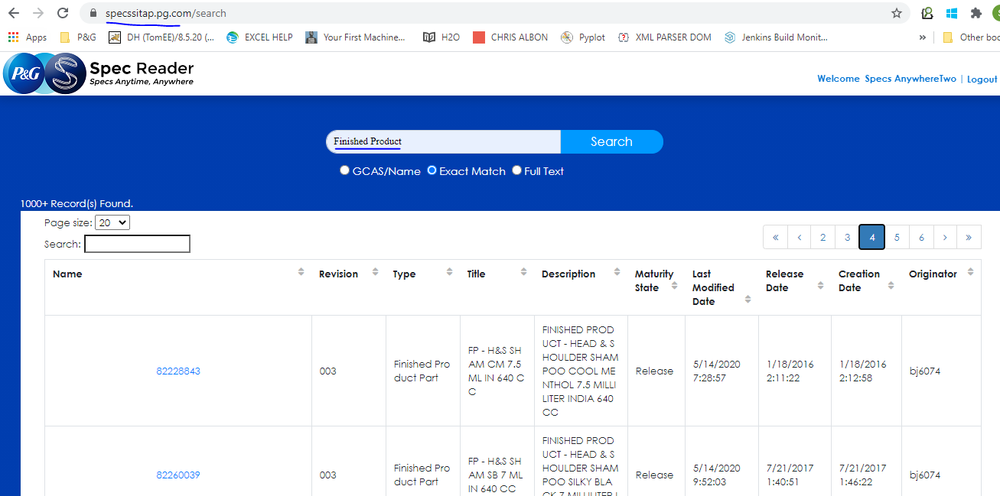 specssitap.pg.com/search
Apps P&G DH (TomEE)/8.5.20 (... EXCEL HELP Your First Machine... H2O CHRIS ALBON Pyplot XML PARSER DOM Jenkins Build Monit... » Other boo
P&G S Spec Reader
Specs Anytime, Anywhere
Welcome Specs AnywhereTwo | Logout
Finished Product Search
GCAS/Name Exact Match Full Text
1000+ Record(s) Found.
Page size: 20
Search:
« ‹ 2 3 4 5 6 › »
Name Revision Type Title Description Maturity State Last Modified Date Release Date Creation Date Originator
82228843 003 Finished Pro
duct Part FP - H&S SH
AM CM 7.5
ML IN 640 C
C FINISHED PROD
UCT - HEAD & S
HOULDER SHAM
POO COOL ME
NTHOL 7.5 MILLI
LITER INDIA 640
CC Release 5/14/2020
7:28:57 1/18/2016
2:11:22 1/18/2016
2:12:58 bj6074
82260039 003 Finished Pro
duct Part FP - H&S SH
AM SB 7 ML
IN 640 CC FINISHED PROD
UCT - HEAD & S
HOULDER SHAM
POO SILKY BLA
CK 7 MILLILITER I Release 5/14/2020
9:52:03 7/21/2017
1:40:51 7/21/2017
1:46:22 bj6074